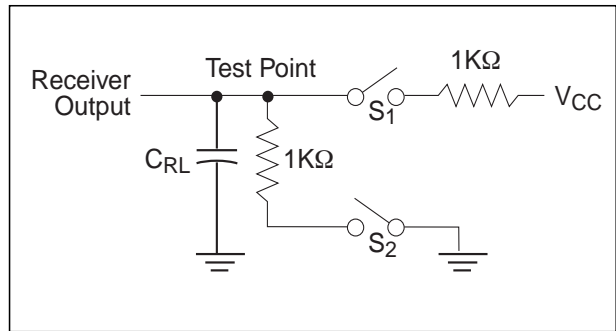 Receiver
Output
Test Point
1KΩ
S1
VCC
CRL
1KΩ
S2